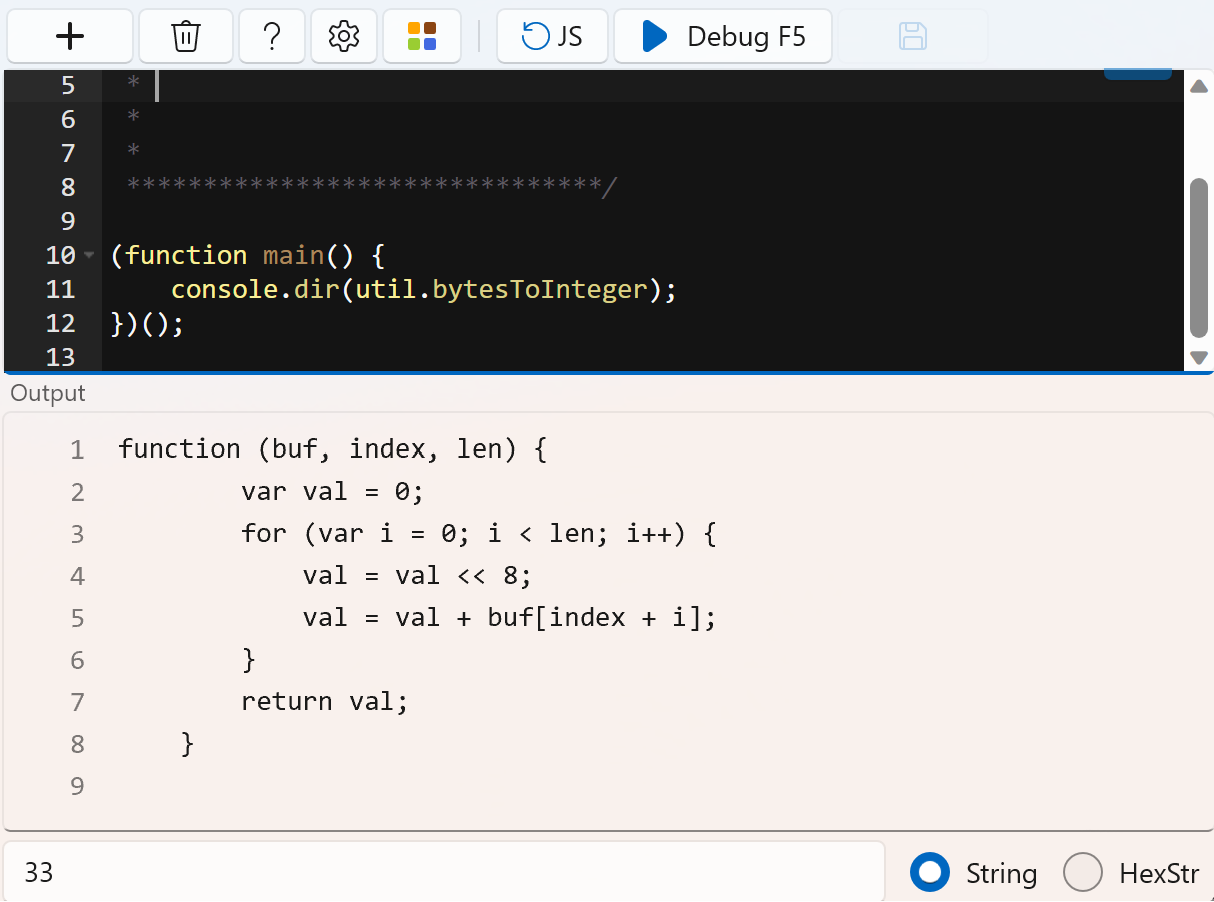 + ? JS Debug F5
5 *
6 *
7 *
8 *******************************/
9
10 (function main() {
11     console.dir(util.bytesToInteger);
12 })();
13
Output
1 function (buf, index, len) {
2         var val = 0;
3         for (var i = 0; i < len; i++) {
4             val = val << 8;
5             val = val + buf[index + i];
6         }
7         return val;
8     }
9
33 String HexStr